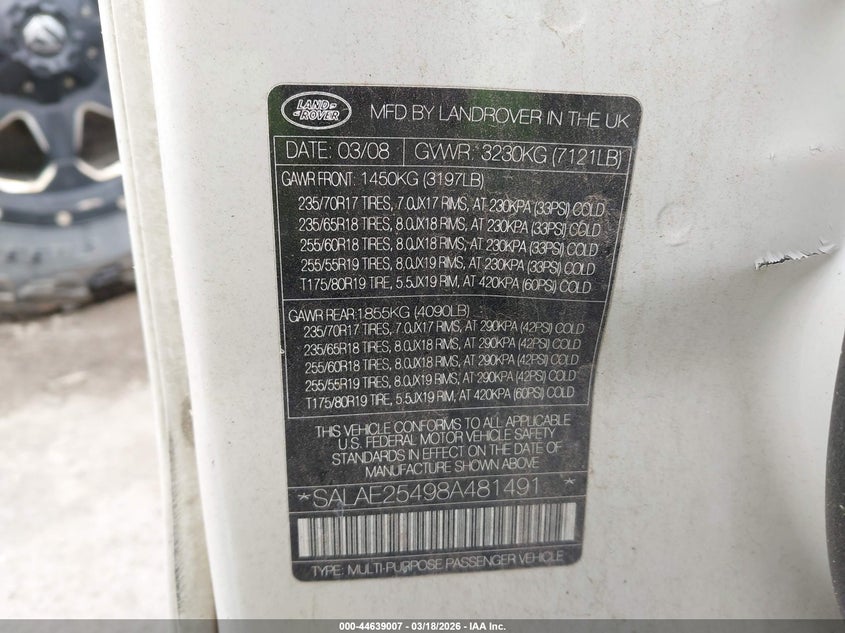 LAND ROVER
MFD BY LANDROVER IN THE UK
DATE: 03/08 GVWR: 3230KG (7121LB)
GAWR FRONT: 1450KG (3197LB)
235/70R17 TIRES, 7.0JX17 RIMS, AT 230KPA (33PSI) COLD
235/65R18 TIRES, 8.0JX18 RIMS, AT 230KPA (33PSI) COLD
255/60R18 TIRES, 8.0JX18 RIMS, AT 230KPA (33PSI) COLD
255/55R19 TIRES, 8.0JX19 RIMS, AT 230KPA (33PSI) COLD
T175/80R19 TIRE, 5.5JX19 RIM, AT 420KPA (60PSI) COLD
GAWR REAR: 1855KG (4090LB)
235/70R17 TIRES, 7.0JX17 RIMS, AT 290KPA (42PSI) COLD
235/65R18 TIRES, 8.0JX18 RIMS, AT 290KPA (42PSI) COLD
255/60R18 TIRES, 8.0JX18 RIMS, AT 290KPA (42PSI) COLD
255/55R19 TIRES, 8.0JX19 RIMS, AT 290KPA (42PSI) COLD
T175/80R19 TIRE, 5.5JX19 RIM, AT 420KPA (60PSI) COLD
THIS VEHICLE CONFORMS TO ALL APPLICABLE
U.S. FEDERAL MOTOR VEHICLE SAFETY
STANDARDS IN EFFECT ON THE DATE OF
MANUFACTURE SHOWN ABOVE
*SALAE25498A481491 *
TYPE: MULTI-PURPOSE PASSENGER VEHICLE
000-44639007 - 03/18/2026 - IAA Inc.